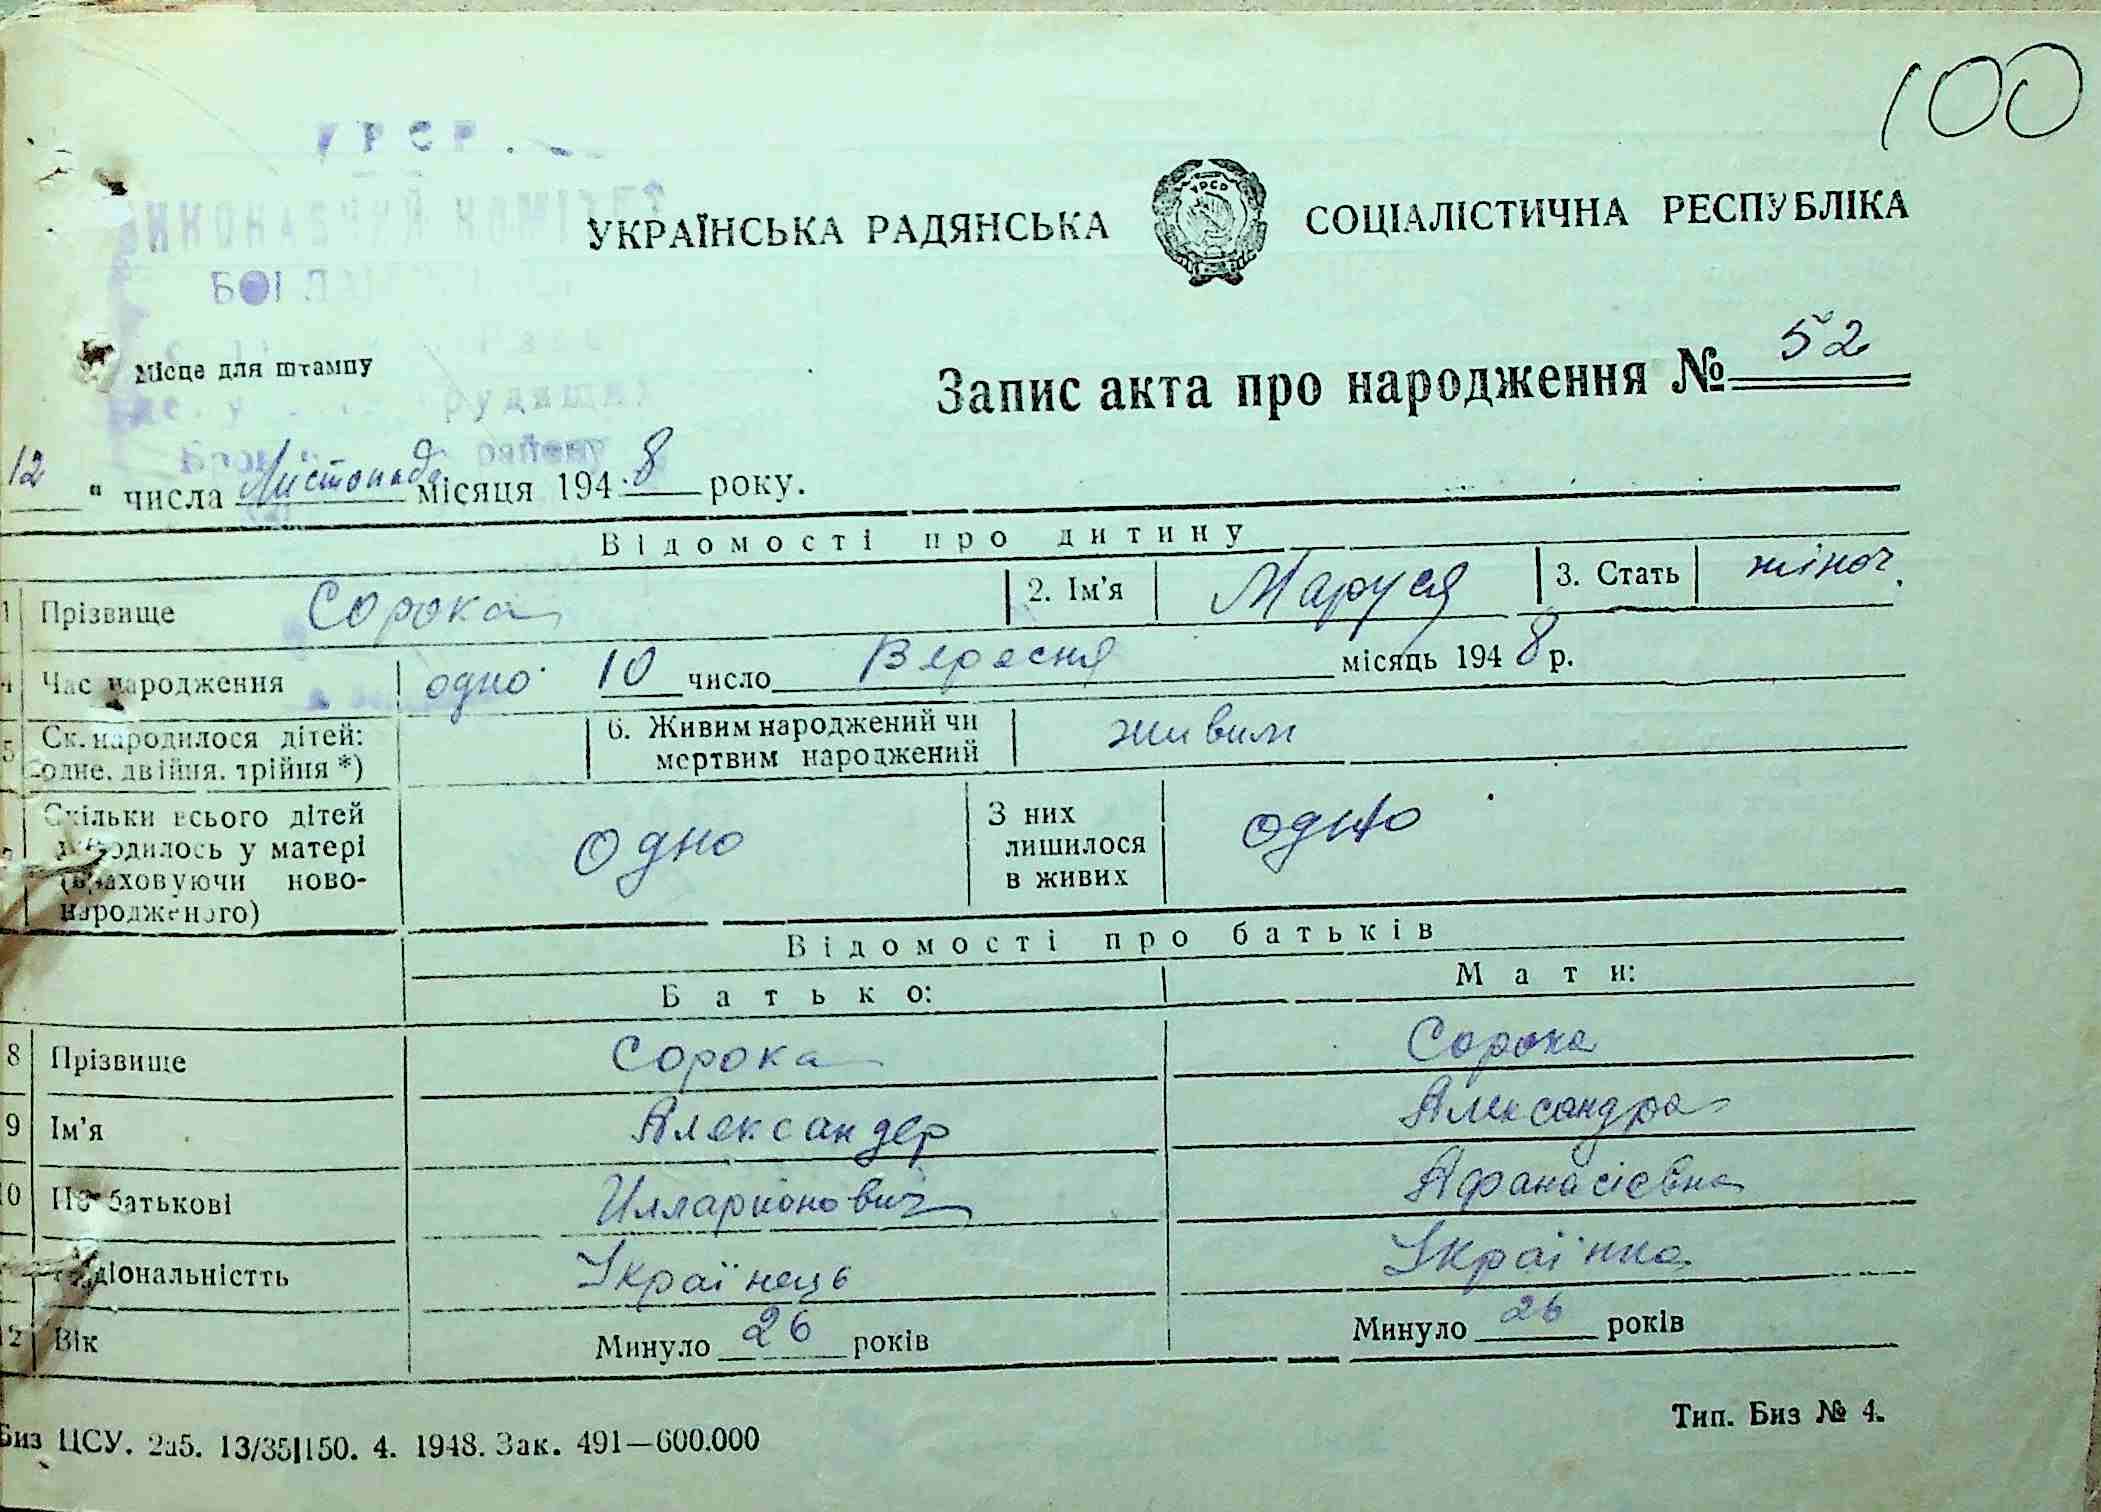 100
УРСР.
УКРАЇНСЬКА РАДЯНСЬКА СОЦІАЛІСТИЧНА РЕСПУБЛІКА
УРСР
Місце для штампу
Запис акта про народження № 52
12 " числа Листопада місяця 1948 року.
Відомості про дитину
1 Прізвище Сорока 2. Ім'я Маруся 3. Стать жіноч.
4 Час народження одно 10 число Вересня місяць 1948 р.
5 Ск. народилося дітей: одне, двійня, трійня *) 6. Живим народжений чи мертвим народжений живим
Скільки всього дітей народилось у матері (враховуючи новонародженого) одно З них лишилося в живих одно
Відомості про батьків
Батько: Мати:
8 Прізвище Сорока Сорока
9 Ім'я Александер Александра
10 По батькові Илларионович Афанасієвна
Національністть Українець Українка
12 Вік Минуло 26 років Минуло 26 років
Биз ЦСУ. 2а5. 13/35|150. 4. 1948. Зак. 491—600.000 Тип. Биз № 4.